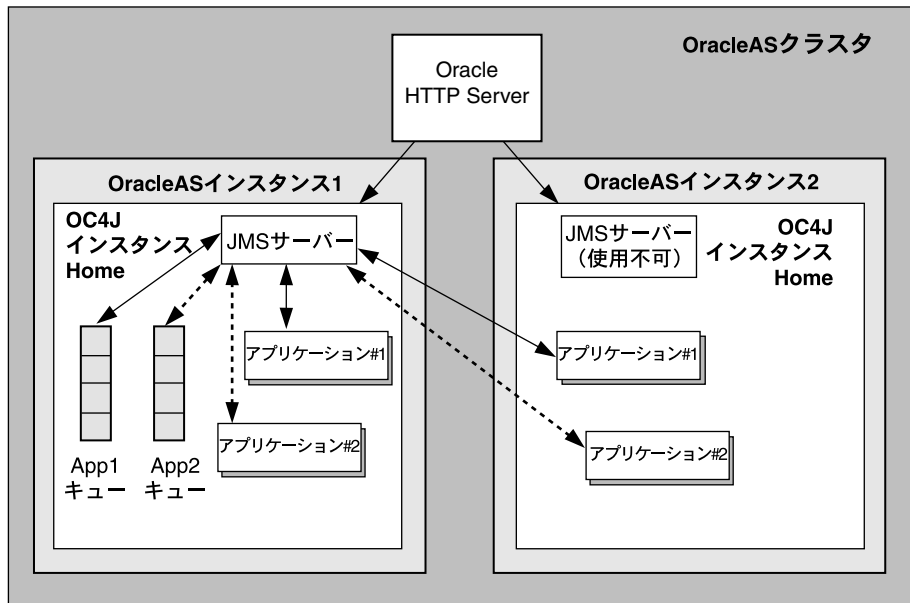 OracleASクラスタ
Oracle
HTTP Server
OracleASインスタンス1
OC4J
インスタンス
Home
JMSサーバー
アプリケーション#1
アプリケーション#2
App1
キュー
App2
キュー
OracleASインスタンス2
JMSサーバー
（使用不可）
OC4J
インスタンス
Home
アプリケーション#1
アプリケーション#2